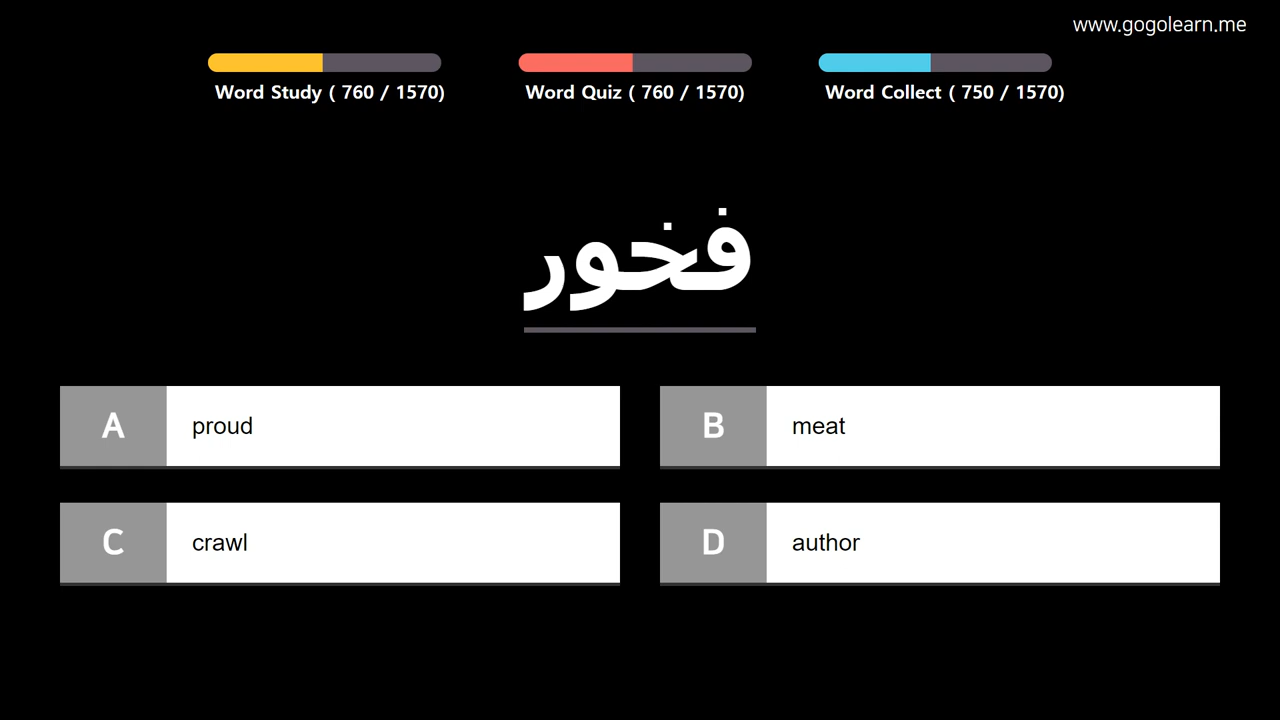 www.gogolearn.me
Word Study ( 760 / 1570)
Word Quiz ( 760 / 1570)
Word Collect ( 750 / 1570)
فخور
A proud
B meat
C crawl
D author